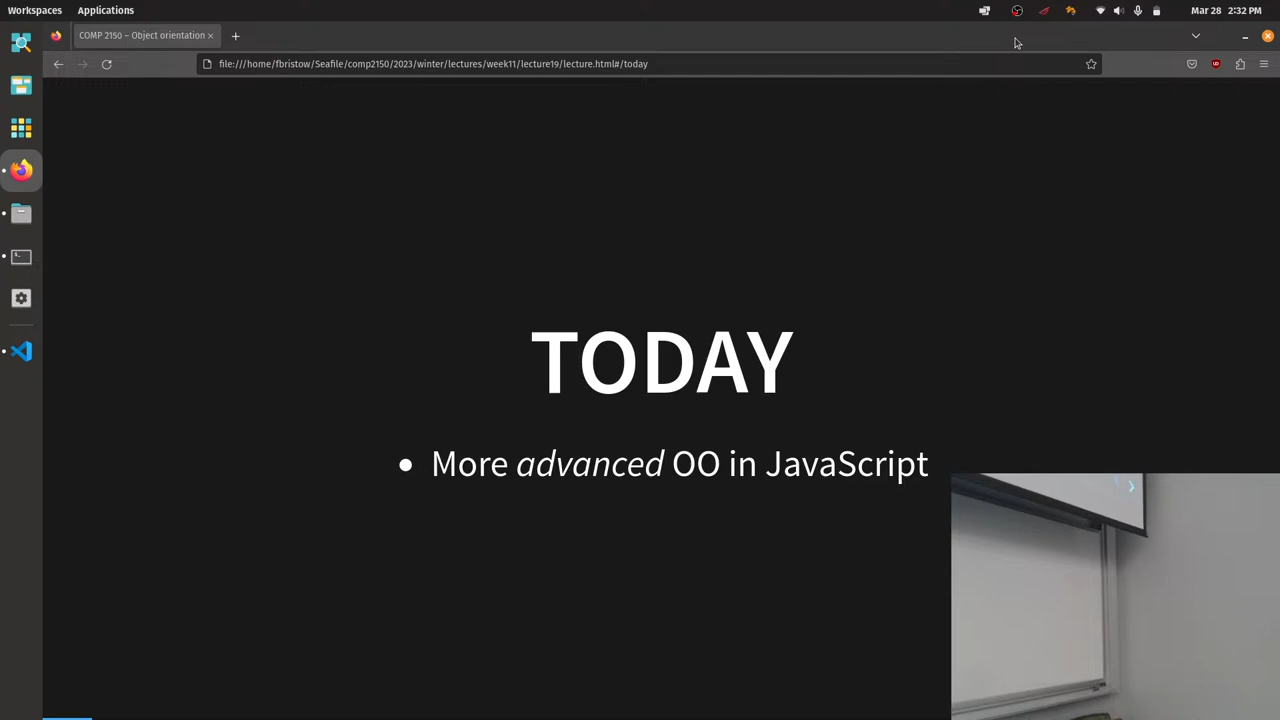 Workspaces Applications Mar 28 2:32 PM
COMP 2150 – Object orientation
file:///home/fbristow/Seafile/comp2150/2023/winter/lectures/week11/lecture19/lecture.html#/today
TODAY
• More advanced OO in JavaScript